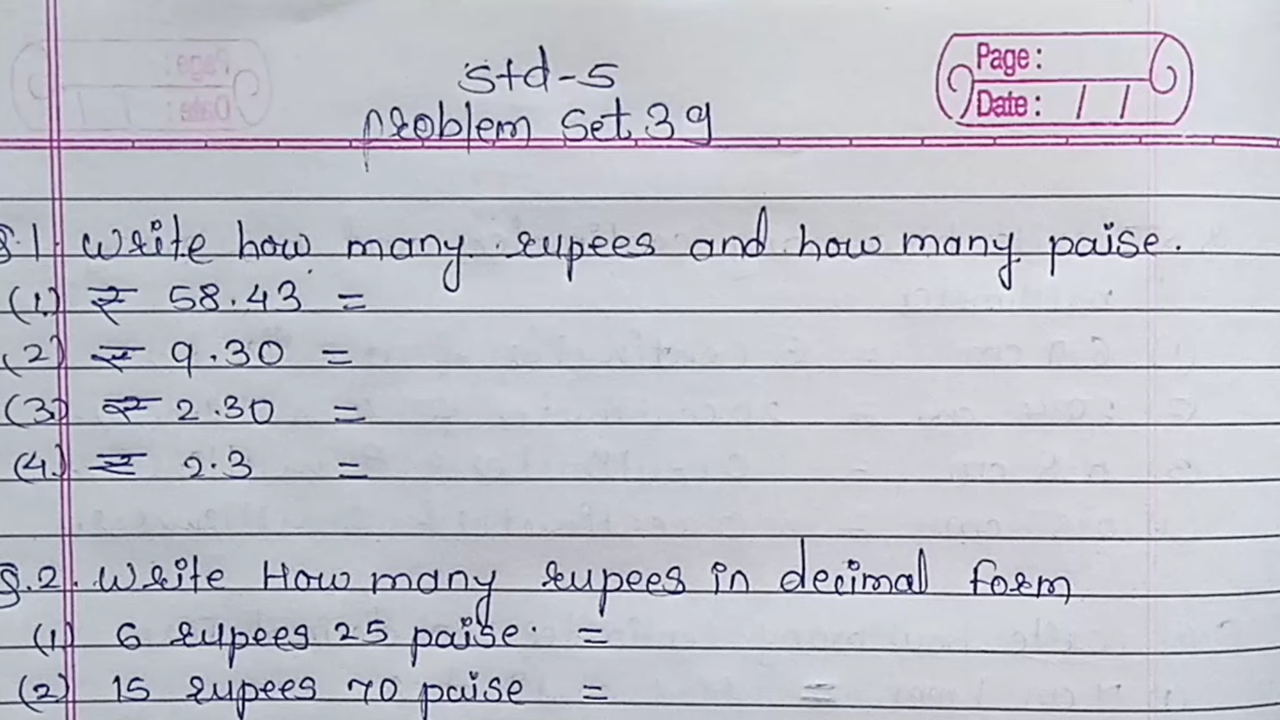 Page:
Date: / /
Std-5
Problem Set 39
Q.1. Write how many rupees and how many paise.
(1) ₹ 58.43 =
(2) ₹ 9.30 =
(3) ₹ 2.30 =
(4.) ₹ 2.3 =
Q.2. Write How many rupees in decimal form
(1) 6 rupees 25 paise. =
(2) 15 rupees 70 paise =